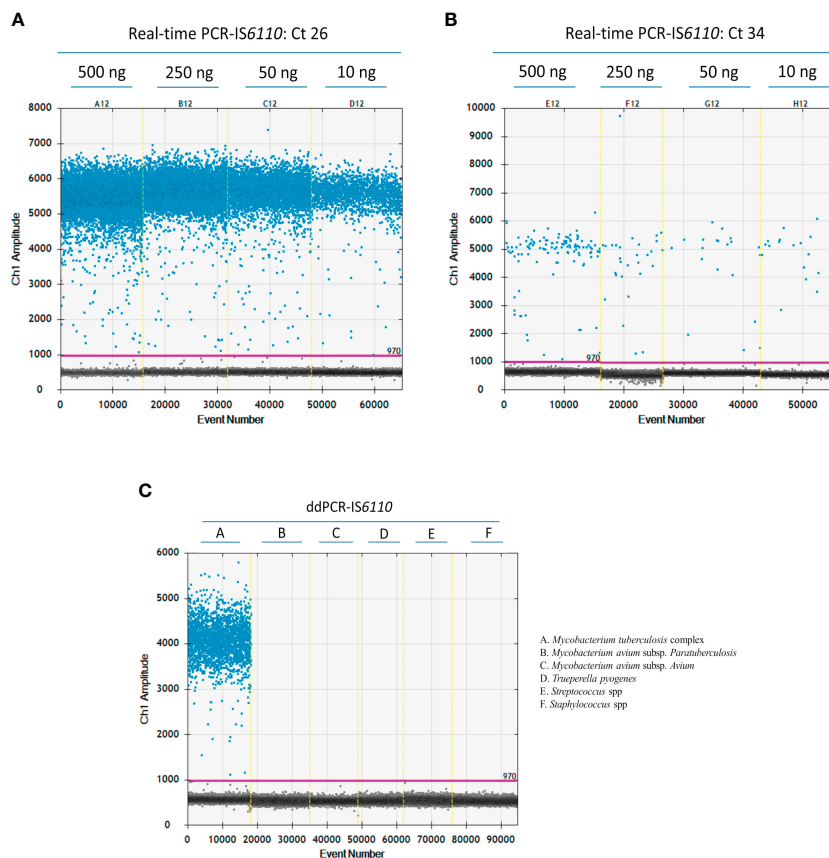 A
Real-time PCR-IS6110: Ct 26
500 ng 250 ng 50 ng 10 ng
A12 B12 C12 D12
8000
7000
6000
5000
4000
3000
2000
1000
0
Ch1 Amplitude
970
0 10000 20000 30000 40000 50000 60000
Event Number
B
Real-time PCR-IS6110: Ct 34
500 ng 250 ng 50 ng 10 ng
E12 F12 G12 H12
10000
9000
8000
7000
6000
5000
4000
3000
2000
1000
0
Ch1 Amplitude
970
0 10000 20000 30000 40000 50000
Event Number
C
ddPCR-IS6110
A B C D E F
6000
5000
4000
3000
2000
1000
0
Ch1 Amplitude
970
0 10000 20000 30000 40000 50000 60000 70000 80000 90000
Event Number
A. Mycobacterium tuberculosis complex
B. Mycobacterium avium subsp. Paratuberculosis
C. Mycobacterium avium subsp. Avium
D. Trueperella pyogenes
E. Streptococcus spp
F. Staphylococcus spp